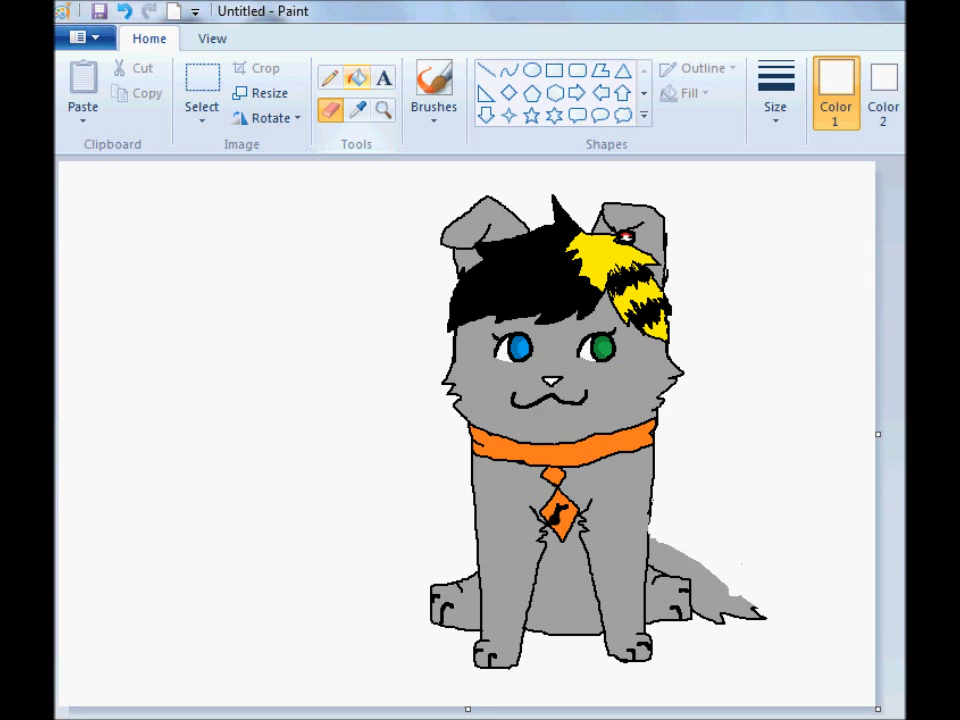 Untitled - Paint
Home View
Paste
Cut
Copy
Clipboard
Select
Crop
Resize
Rotate
Image
A
Tools
Brushes
Outline
Fill
Shapes
Size
Color
1
Color
2